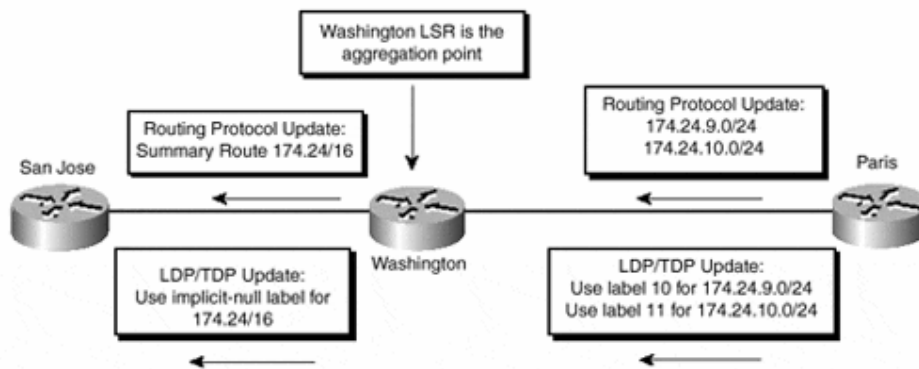 Washington LSR is the
aggregation point
Routing Protocol Update:
Summary Route 174.24/16
Routing Protocol Update:
174.24.9.0/24
174.24.10.0/24
San Jose
Paris
Washington
LDP/TDP Update:
Use implicit-null label for
174.24/16
LDP/TDP Update:
Use label 10 for 174.24.9.0/24
Use label 11 for 174.24.10.0/24